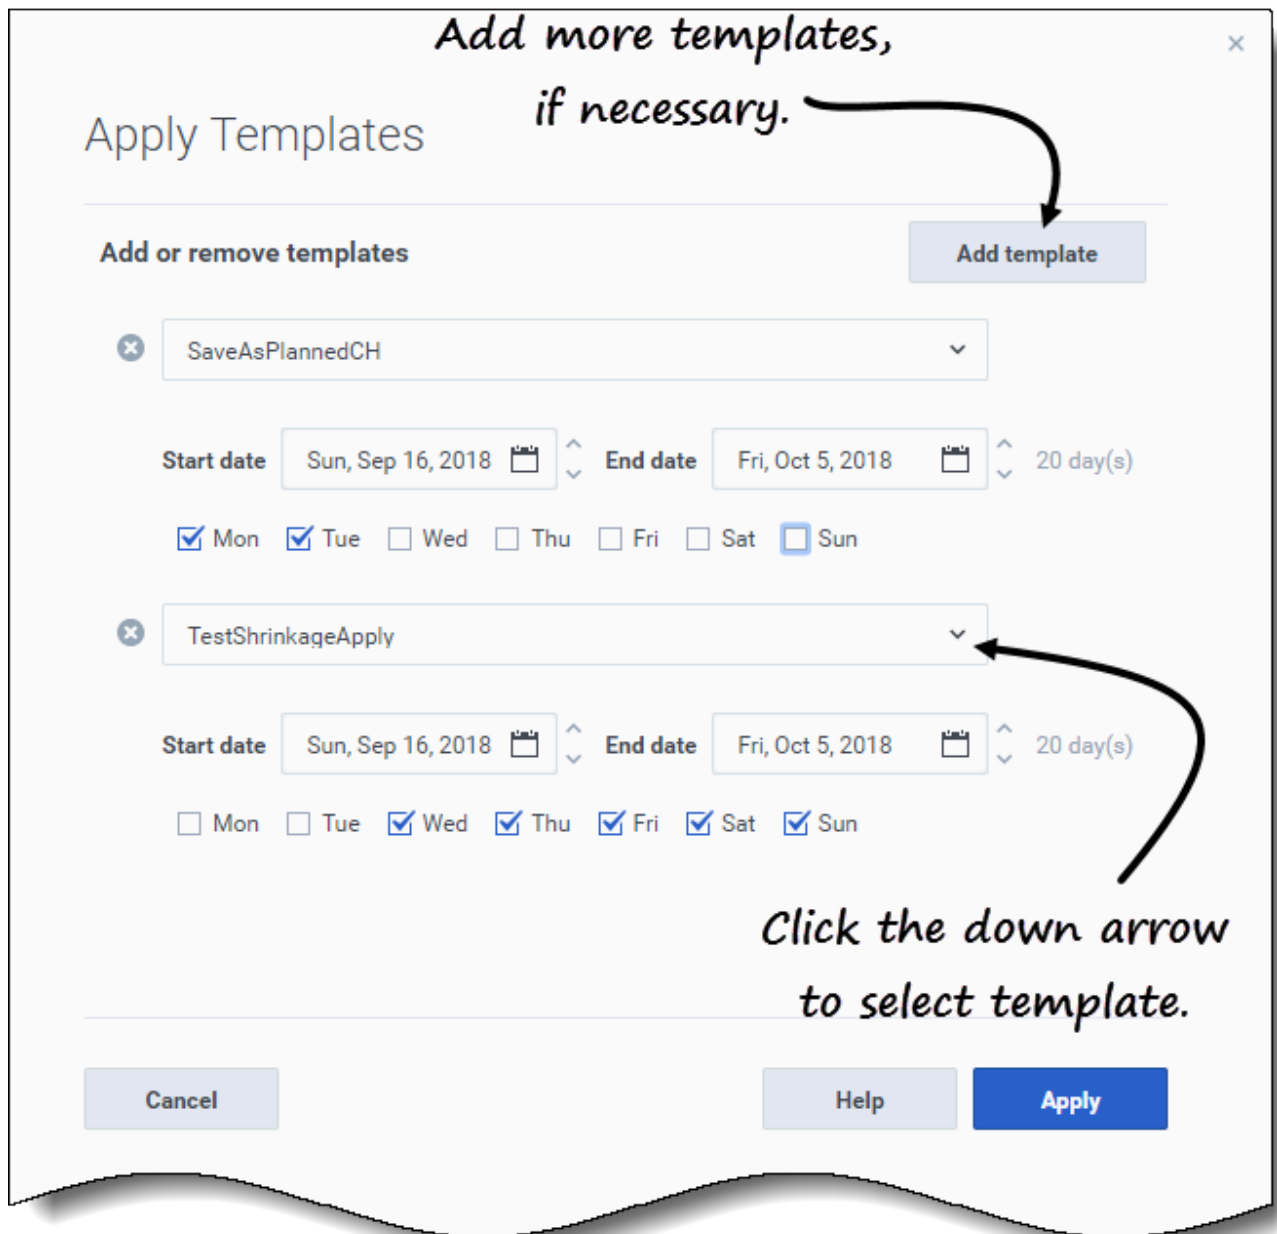 Add more templates,
if necessary.
Apply Templates
Add or remove templates
Add template
SaveAsPlannedCH
Start date Sun, Sep 16, 2018 End date Fri, Oct 5, 2018 20 day(s)
Mon Tue Wed Thu Fri Sat Sun
TestShrinkageApply
Start date Sun, Sep 16, 2018 End date Fri, Oct 5, 2018 20 day(s)
Mon Tue Wed Thu Fri Sat Sun
Click the down arrow
to select template.
Cancel Help Apply